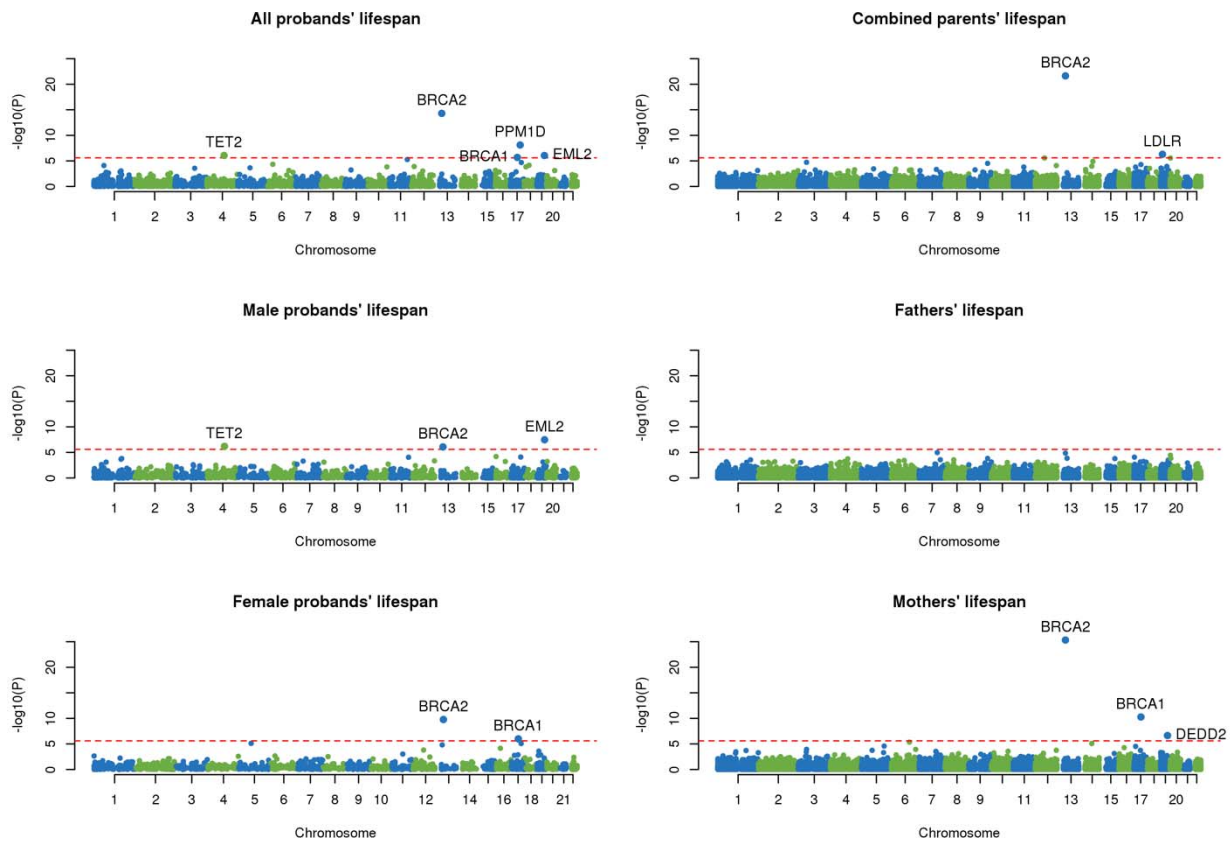 All probands' lifespan
-log10(P)
20
10
5
0
BRCA2
PPM1D
TET2
BRCA1
EML2
1 2 3 4 5 6 7 8 9 11 13 15 17 20
Chromosome
Combined parents' lifespan
-log10(P)
20
10
5
0
BRCA2
LDLR
1 2 3 4 5 6 7 8 9 11 13 15 17 20
Chromosome
Male probands' lifespan
-log10(P)
20
10
5
0
TET2
BRCA2
EML2
1 2 3 4 5 6 7 8 9 11 13 15 17 20
Chromosome
Fathers' lifespan
-log10(P)
20
10
5
0
1 2 3 4 5 6 7 8 9 11 13 15 17 20
Chromosome
Female probands' lifespan
-log10(P)
20
10
5
0
BRCA2
BRCA1
1 2 3 4 5 6 7 8 9 10 12 14 16 18 21
Chromosome
Mothers' lifespan
-log10(P)
20
10
5
0
BRCA2
BRCA1
DEDD2
1 2 3 4 5 6 7 8 9 11 13 15 17 20
Chromosome